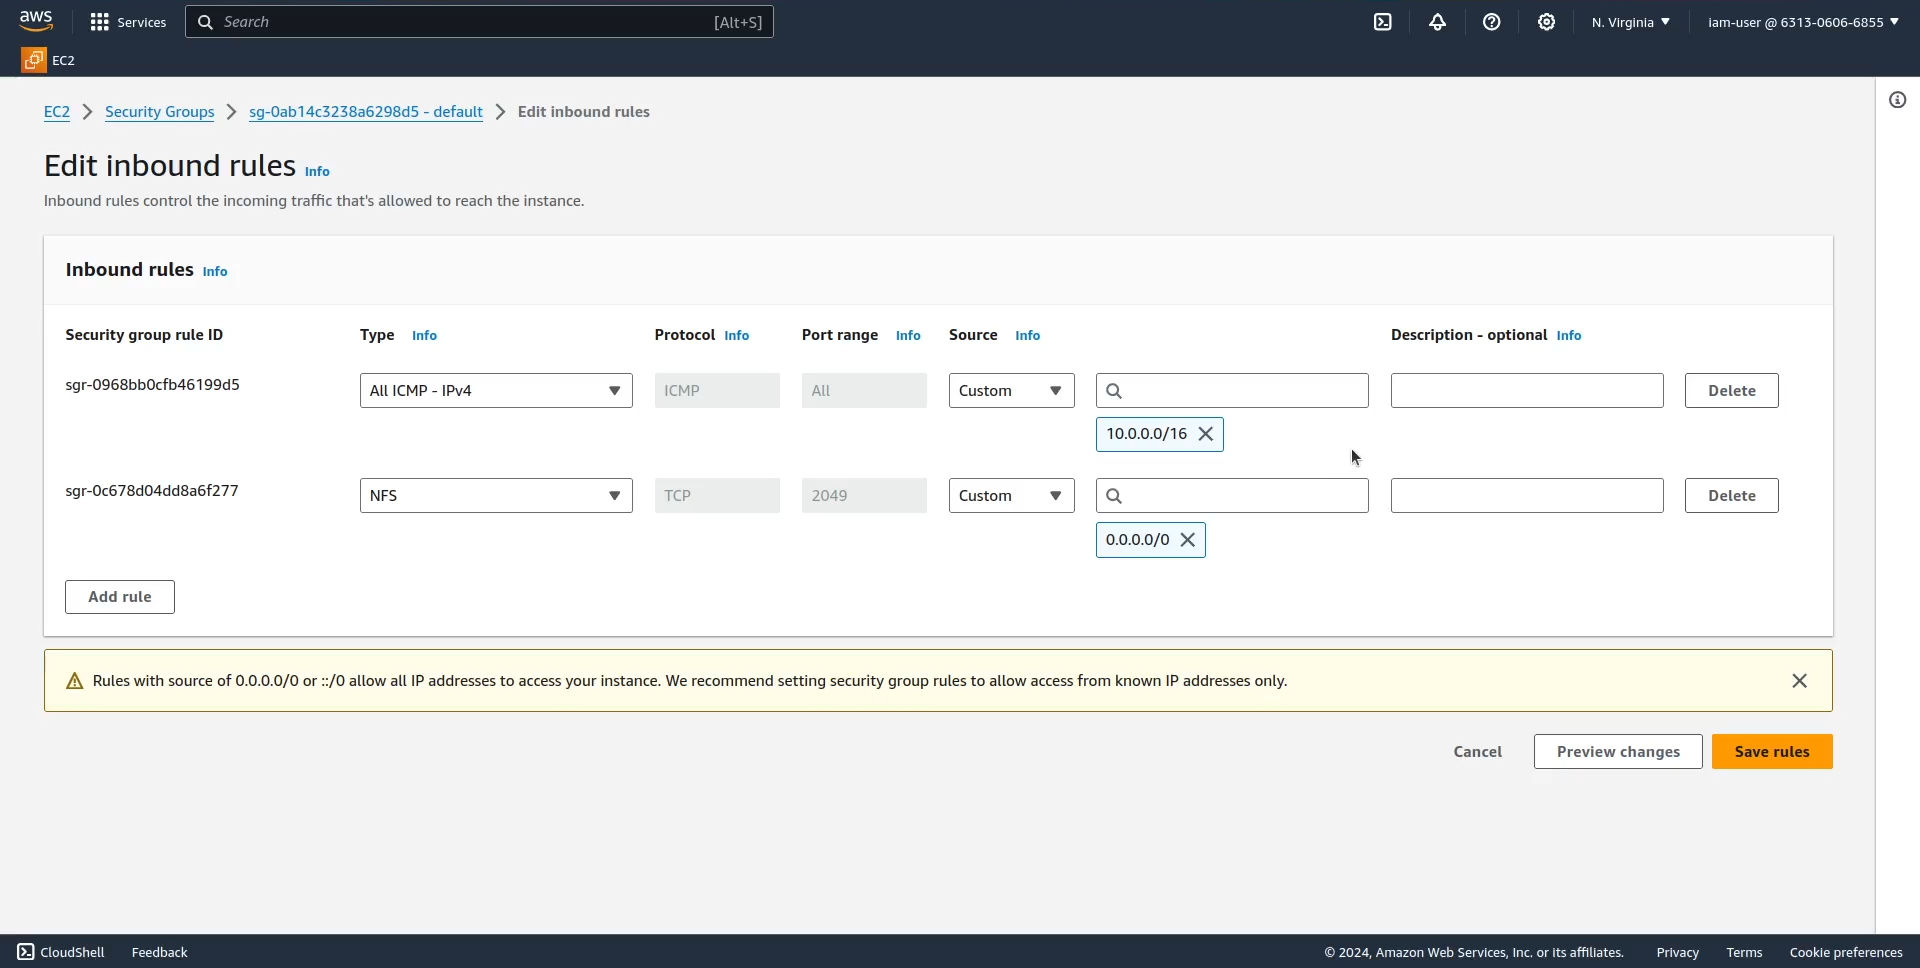 aws Services Search [Alt+S] N. Virginia iam-user @ 6313-0606-6855
EC2
EC2 Security Groups sg-0ab14c3238a6298d5 - default Edit inbound rules
Edit inbound rules Info
Inbound rules control the incoming traffic that's allowed to reach the instance.
Inbound rules Info
Security group rule ID Type Info Protocol Info Port range Info Source Info Description - optional Info
sgr-0968bb0cfb46199d5 All ICMP - IPv4 ICMP All Custom Delete
10.0.0.0/16
sgr-0c678d04dd8a6f277 NFS TCP 2049 Custom Delete
0.0.0.0/0
Add rule
Rules with source of 0.0.0.0/0 or ::/0 allow all IP addresses to access your instance. We recommend setting security group rules to allow access from known IP addresses only.
Cancel Preview changes Save rules
CloudShell Feedback © 2024, Amazon Web Services, Inc. or its affiliates. Privacy Terms Cookie preferences